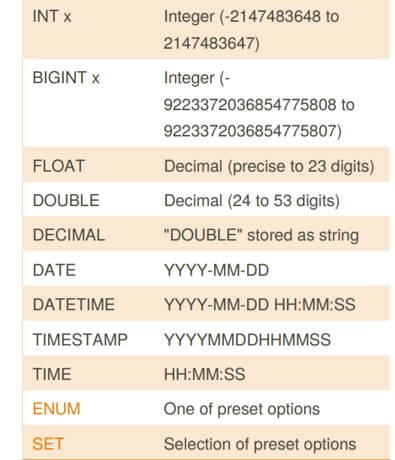 INT x Integer (-2147483648 to
2147483647)
BIGINT x Integer (-
9223372036854775808 to
9223372036854775807)
FLOAT Decimal (precise to 23 digits)
DOUBLE Decimal (24 to 53 digits)
DECIMAL "DOUBLE" stored as string
DATE YYYY-MM-DD
DATETIME YYYY-MM-DD HH:MM:SS
TIMESTAMP YYYYMMDDHHMMSS
TIME HH:MM:SS
ENUM One of preset options
SET Selection of preset options